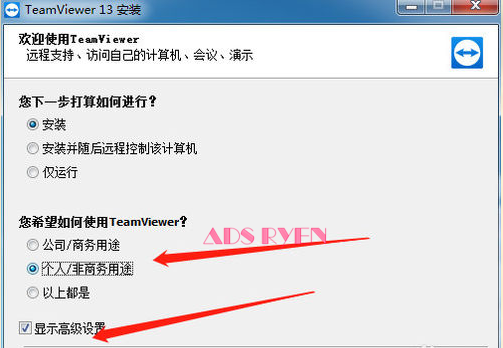 TeamViewer 13 安装
欢迎使用TeamViewer
远程支持、访问自己的计算机、会议、演示
您下一步打算如何进行?
安装
安装并随后远程控制该计算机
仅运行
您希望如何使用TeamViewer?
ADS RYEN
公司/商务用途
个人/非商务用途
以上都是
显示高级设置